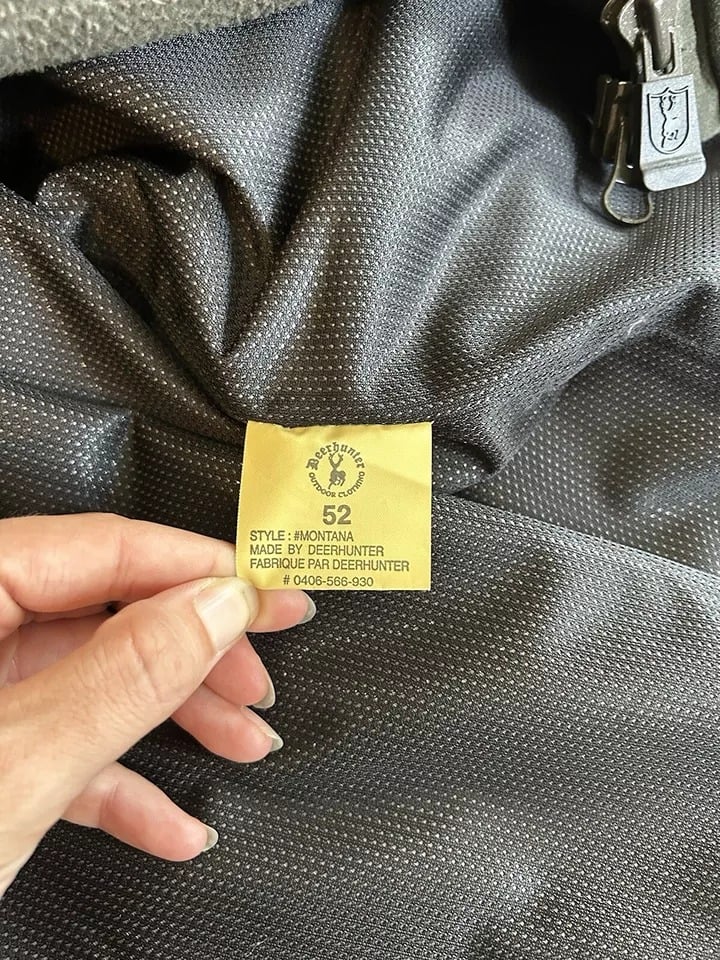 Deerhunter
OUTDOOR CLOTHING
52
STYLE : #MONTANA
MADE BY DEERHUNTER
FABRIQUE PAR DEERHUNTER
# 0406-566-930